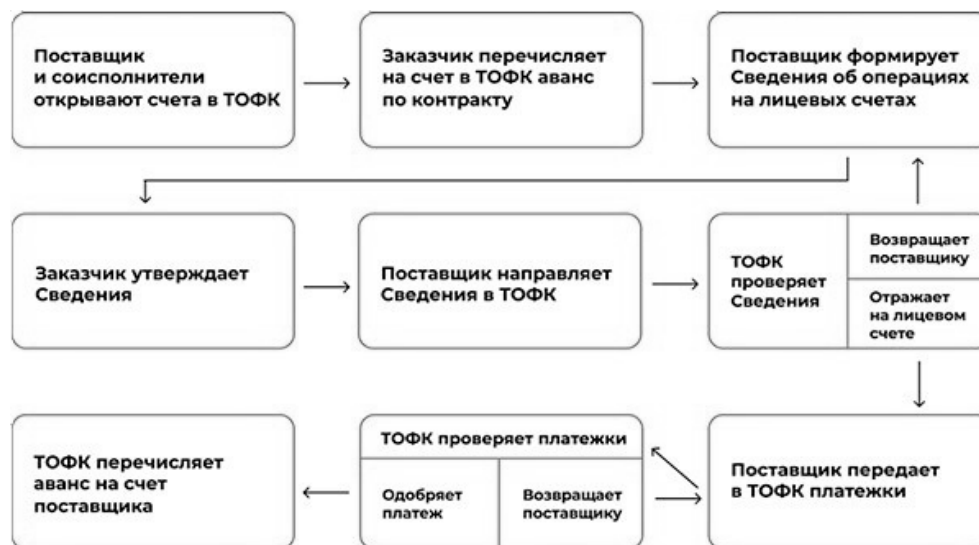 Поставщик
и соисполнители
открывают счета в ТОФК
Заказчик перечисляет
на счет в ТОФК аванс
по контракту
Поставщик формирует
Сведения об операциях
на лицевых счетах
Заказчик утверждает
Сведения
Поставщик направляет
Сведения в ТОФК
ТОФК
проверяет
Сведения
Возвращает
поставщику
Отражает
на лицевом
счете
Поставщик передает
в ТОФК платежки
ТОФК проверяет платежки
Одобряет
платеж
Возвращает
поставщику
ТОФК перечисляет
аванс на счет
поставщика